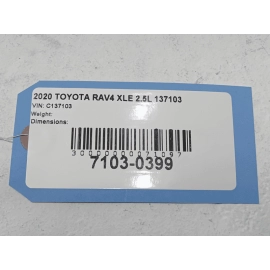 2020 TOYOTA RAV4 XLE 2.5L 137103
VIN: C137103
Weight:
Dimensions:
7103-0399